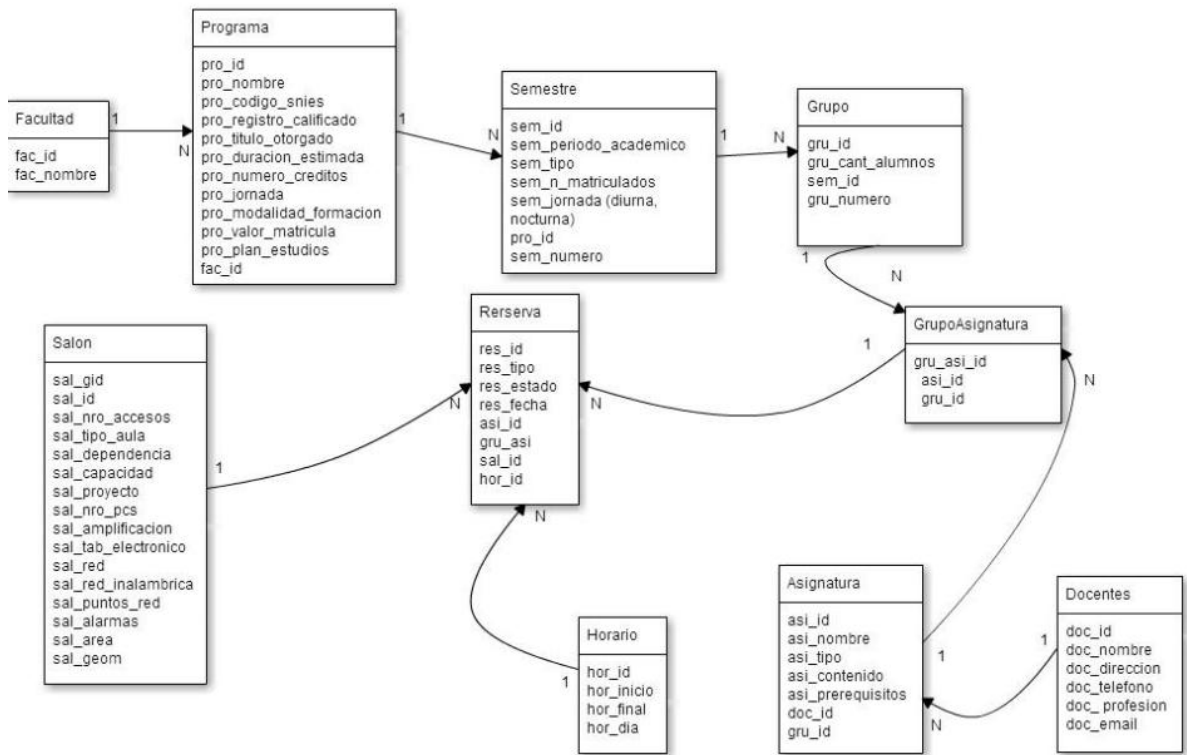 Facultad
fac_id
fac_nombre
1
N
Programa
pro_id
pro_nombre
pro_codigo_snies
pro_registro_calificado
pro_titulo_otorgado
pro_duracion_estimada
pro_numero_creditos
pro_jornada
pro_modalidad_formacion
pro_valor_matricula
pro_plan_estudios
fac_id
1
N
Semestre
sem_id
sem_periodo_academico
sem_tipo
sem_n_matriculados
sem_jornada (diurna,
nocturna)
pro_id
sem_numero
1
N
Grupo
gru_id
gru_cant_alumnos
sem_id
gru_numero
1
N
Salon
sal_gid
sal_id
sal_nro_accesos
sal_tipo_aula
sal_dependencia
sal_capacidad
sal_proyecto
sal_nro_pcs
sal_amplificacion
sal_tab_electronico
sal_red
sal_red_inalambrica
sal_puntos_red
sal_alarmas
sal_area
sal_geom
1
N
Rerserva
res_id
res_tipo
res_estado
res_fecha
asi_id
gru_asi
sal_id
hor_id
N
1
GrupoAsignatura
gru_asi_id
asi_id
gru_id
N
N
Horario
hor_id
hor_inicio
hor_final
hor_dia
1
Asignatura
asi_id
asi_nombre
asi_tipo
asi_contenido
asi_prerequisitos
doc_id
gru_id
1
N
Docentes
doc_id
doc_nombre
doc_direccion
doc_telefono
doc_ profesion
doc_email
1